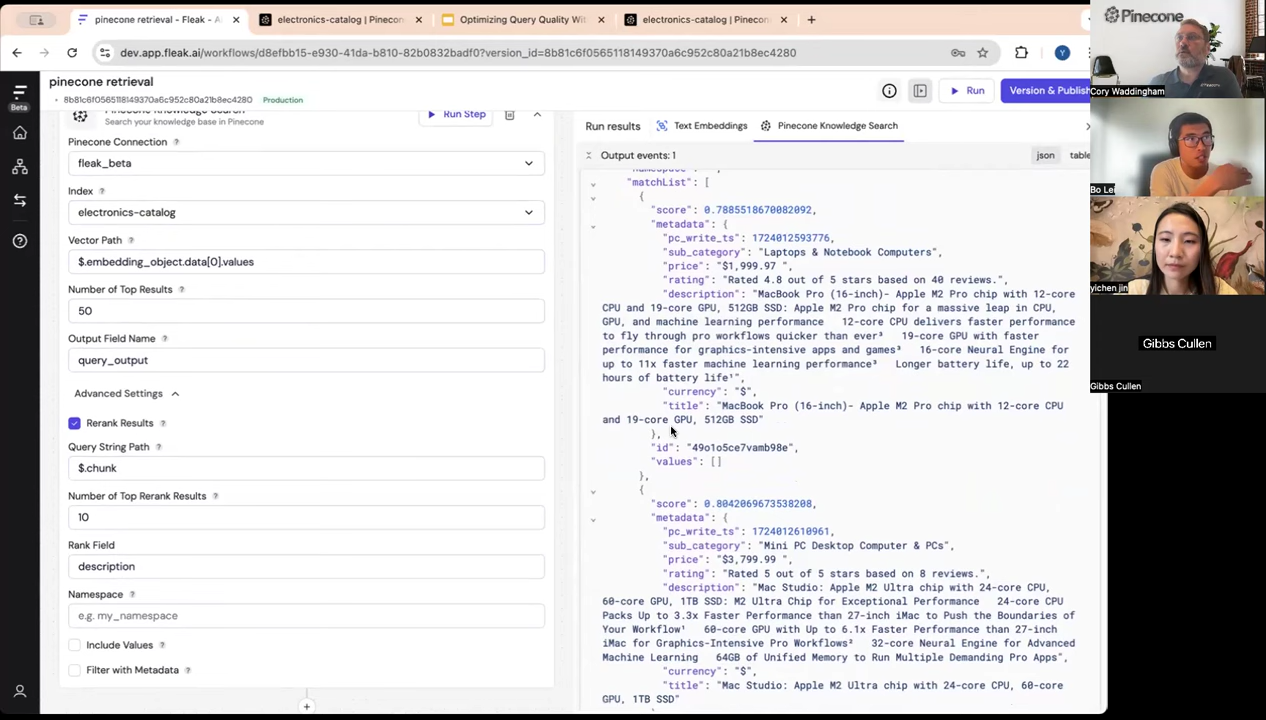 pinecone retrieval - Fleak - A
electronics-catalog | Pinecon
Optimizing Query Quality Wit
electronics-catalog | Pinecon
dev.app.fleak.ai/workflows/d8efbb15-e930-41da-b810-82b0832badf0?version_id=8b81c6f0565118149370a6c952c80a21b8ec4280
Y
Beta
pinecone retrieval
8b81c6f0565118149370a6c952c80a21b8ec4280
Production
Run
Version & Publish
Pinecone Knowledge Search
Search your knowledge base in Pinecone
Run Step
Pinecone Connection
fleak_beta
Index
electronics-catalog
Vector Path
$.embedding_object.data[0].values
Number of Top Results
50
Output Field Name
query_output
Advanced Settings
Rerank Results
Query String Path
$.chunk
Number of Top Rerank Results
10
Rank Field
description
Namespace
e.g. my_namespace
Include Values
Filter with Metadata
Run results
Text Embeddings
Pinecone Knowledge Search
Output events: 1
json
table
"matchList": [
{
"score": 0.7885518670082092,
"metadata": {
"pc_write_ts": 1724012593776,
"sub_category": "Laptops & Notebook Computers",
"price": "$1,999.97 ",
"rating": "Rated 4.8 out of 5 stars based on 40 reviews.",
"description": "MacBook Pro (16-inch)- Apple M2 Pro chip with 12-core
CPU and 19-core GPU, 512GB SSD: Apple M2 Pro chip for a massive leap in CPU,
GPU, and machine learning performance 12-core CPU delivers faster performance
to fly through pro workflows quicker than ever³ 19-core GPU with faster
performance for graphics-intensive apps and games³ 16-core Neural Engine for
up to 11x faster machine learning performance³ Longer battery life, up to 22
hours of battery life¹",
"currency": "$",
"title": "MacBook Pro (16-inch)- Apple M2 Pro chip with 12-core CPU
and 19-core GPU, 512GB SSD"
},
"id": "49o1o5ce7vamb98e",
"values": []
},
{
"score": 0.8042069673538208,
"metadata": {
"pc_write_ts": 1724012610961,
"sub_category": "Mini PC Desktop Computer & PCs",
"price": "$3,799.99 ",
"rating": "Rated 5 out of 5 stars based on 8 reviews.",
"description": "Mac Studio: Apple M2 Ultra chip with 24-core CPU,
60-core GPU, 1TB SSD: M2 Ultra Chip for Exceptional Performance 24-core CPU
Packs Up to 3.3x Faster Performance than 27-inch iMac to Push the Boundaries of
Your Workflow¹ 60-core GPU with Up to 6.1x Faster Performance than 27-inch
iMac for Graphics-Intensive Pro Workflows² 32-core Neural Engine for Advanced
Machine Learning 64GB of Unified Memory to Run Multiple Demanding Pro Apps",
"currency": "$",
"title": "Mac Studio: Apple M2 Ultra chip with 24-core CPU, 60-core
GPU, 1TB SSD"
Pinecone
Cory Waddingham
Bo Lei
yichen jin
Gibbs Cullen
Gibbs Cullen